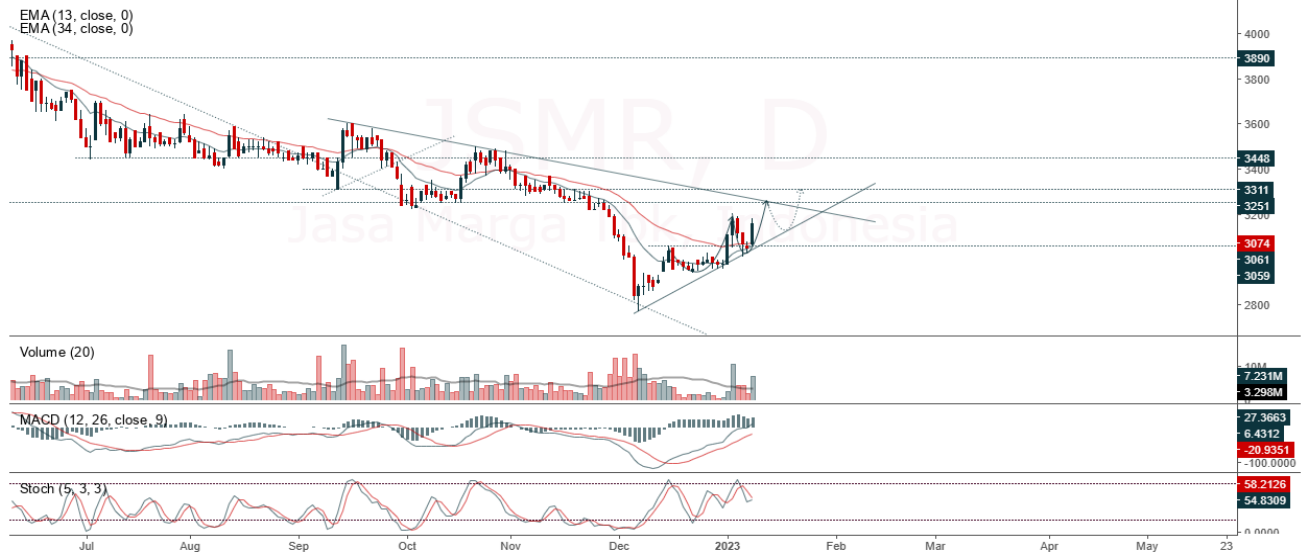 EMA (13, close, 0)
EMA (34, close, 0)
JSMR, D
Jasa Marga Tbk. Indonesia
4000
3890
3800
3600
3448
3400
3311
3251
3200
3074
3061
3059
2800
Volume (20)
10M
7.231M
3.298M
MACD (12, 26, close, 9)
27.3663
6.4312
-20.9351
-100.0000
Stoch (5, 3, 3)
58.2126
54.8309
0.0000
Jul Aug Sep Oct Nov Dec 2023 Feb Mar Apr May 23